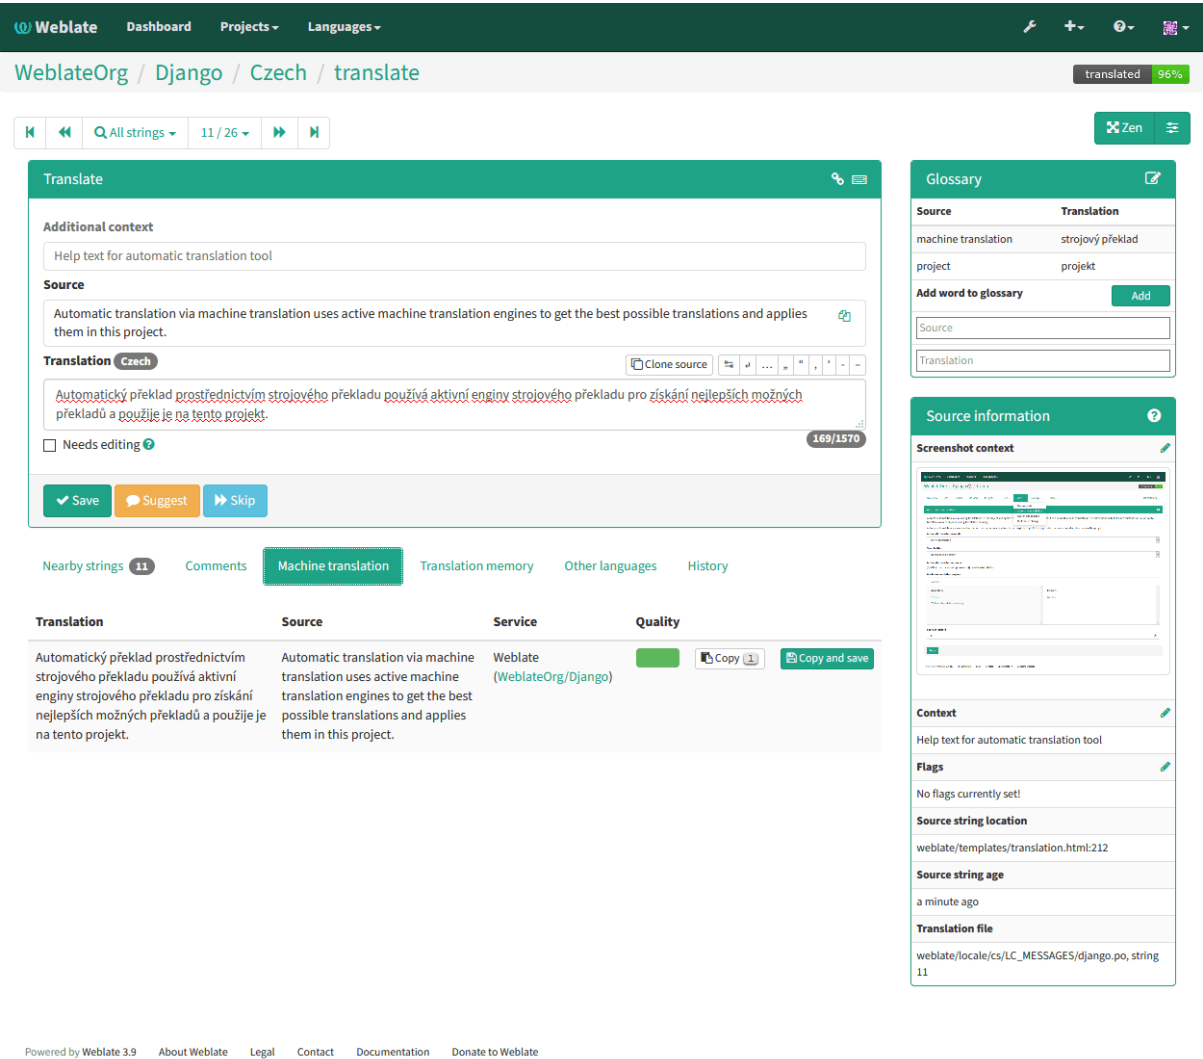 Weblate Dashboard Projects Languages
WeblateOrg / Django / Czech / translate
translated 96%
All strings 11 / 26
Zen
Translate
Additional context
Help text for automatic translation tool
Source
Automatic translation via machine translation uses active machine translation engines to get the best possible translations and applies
them in this project.
Translation Czech
Clone source ↹ ↵ … „ “ ‚ ‘ - –
Automatický překlad prostřednictvím strojového překladu používá aktivní enginy strojového překladu pro získání nejlepších možných
překladů a použije je na tento projekt.
169/1570
Needs editing
Save Suggest Skip
Nearby strings 11 Comments Machine translation Translation memory Other languages History
Translation Source Service Quality
Automatický překlad prostřednictvím
strojového překladu používá aktivní
enginy strojového překladu pro získání
nejlepších možných překladů a použije je
na tento projekt.
Automatic translation via machine
translation uses active machine
translation engines to get the best
possible translations and applies
them in this project.
Weblate
(WeblateOrg/Django)
Copy 1 Copy and save
Glossary
Source Translation
machine translation strojový překlad
project projekt
Add word to glossary Add
Source
Translation
Source information
Screenshot context
Context
Help text for automatic translation tool
Flags
No flags currently set!
Source string location
weblate/templates/translation.html:212
Source string age
a minute ago
Translation file
weblate/locale/cs/LC_MESSAGES/django.po, string
11
Powered by Weblate 3.9 About Weblate Legal Contact Documentation Donate to Weblate